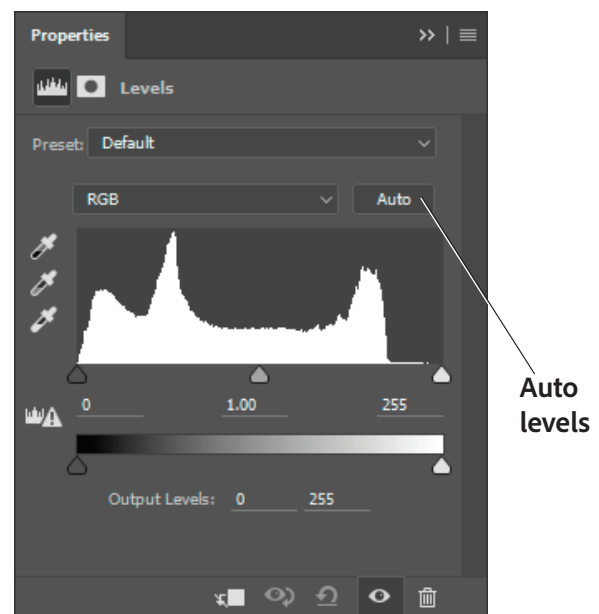 Properties
Levels
Preset: Default
RGB Auto
0 1.00 255
Output Levels: 0 255
Auto
levels